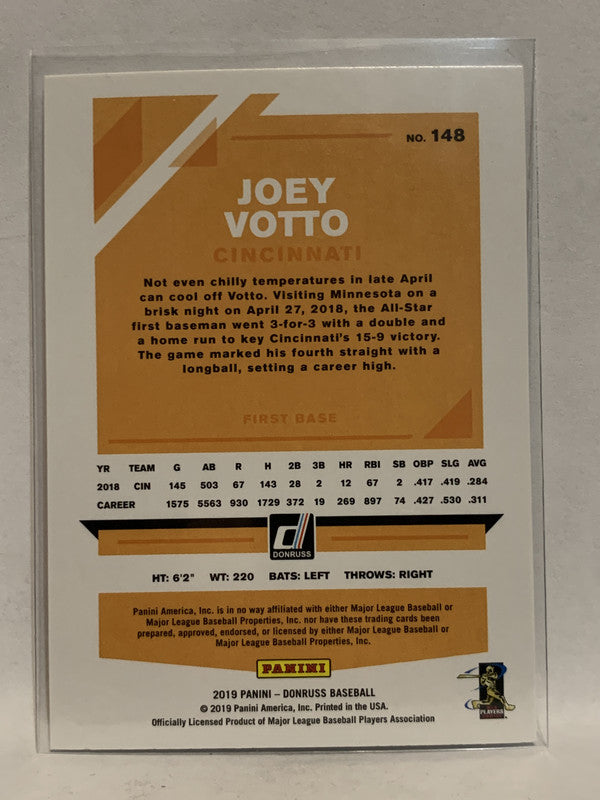 NO. 148
JOEY
VOTTO
CINCINNATI
Not even chilly temperatures in late April
can cool off Votto. Visiting Minnesota on a
brisk night on April 27, 2018, the All-Star
first baseman went 3-for-3 with a double and
a home run to key Cincinnati's 15-9 victory.
The game marked his fourth straight with a
longball, setting a career high.
FIRST BASE
YR TEAM G AB R H 2B 3B HR RBI SB OBP SLG AVG
2018 CIN 145 503 67 143 28 2 12 67 2 .417 .419 .284
CAREER 1575 5563 930 1729 372 19 269 897 74 .427 .530 .311
DONRUSS
HT: 6'2" WT: 220 BATS: LEFT THROWS: RIGHT
Panini America, Inc. is in no way affiliated with either Major League Baseball or
Major League Baseball Properties, Inc. nor have these trading cards been
prepared, approved, endorsed, or licensed by either Major League Baseball or
Major League Baseball Properties, Inc.
PANINI
2019 PANINI – DONRUSS BASEBALL
© 2019 Panini America, Inc. Printed in the USA.
Officially Licensed Product of Major League Baseball Players Association
PLAYERS